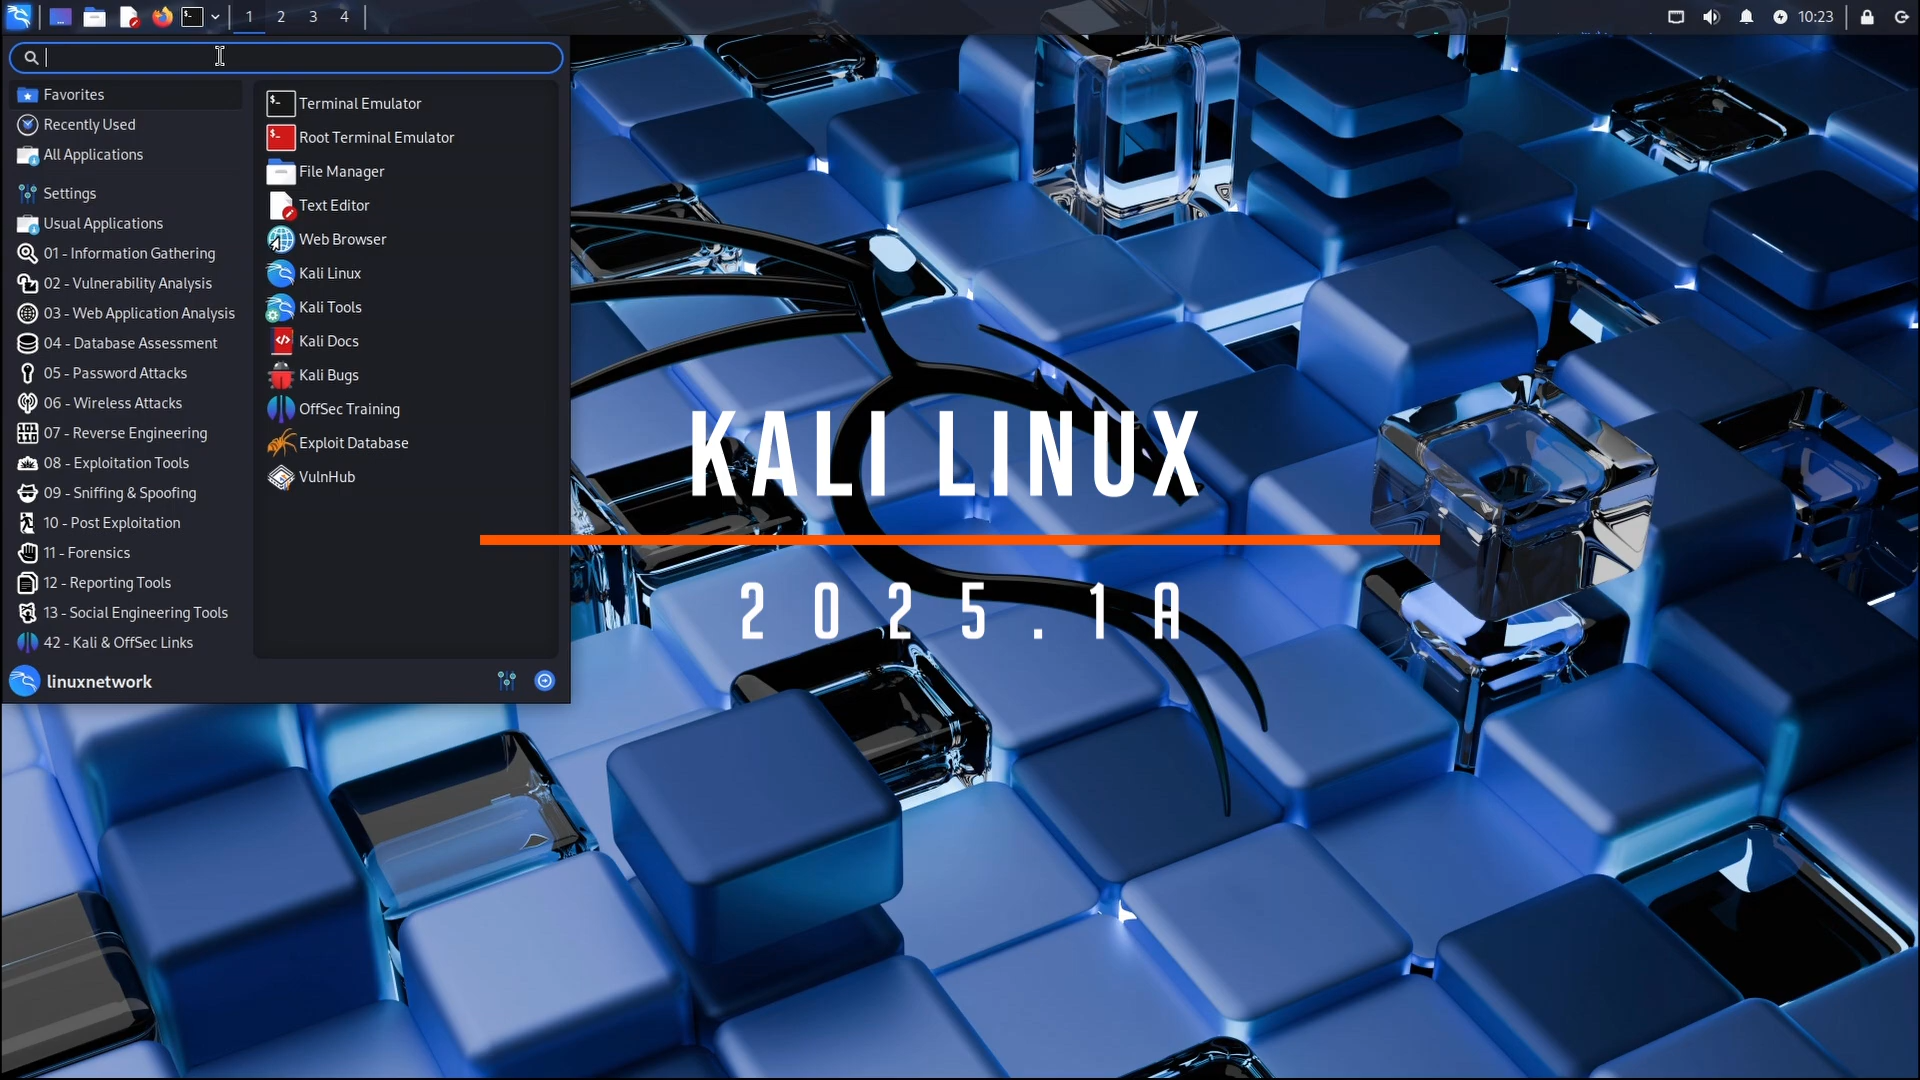 1 2 3 4
10:23
Favorites
Recently Used
All Applications
Settings
Usual Applications
01 - Information Gathering
02 - Vulnerability Analysis
03 - Web Application Analysis
04 - Database Assessment
05 - Password Attacks
06 - Wireless Attacks
07 - Reverse Engineering
08 - Exploitation Tools
09 - Sniffing & Spoofing
10 - Post Exploitation
11 - Forensics
12 - Reporting Tools
13 - Social Engineering Tools
42 - Kali & OffSec Links
Terminal Emulator
Root Terminal Emulator
File Manager
Text Editor
Web Browser
Kali Linux
Kali Tools
Kali Docs
Kali Bugs
OffSec Training
Exploit Database
VulnHub
linuxnetwork
KALI LINUX
2025.1A